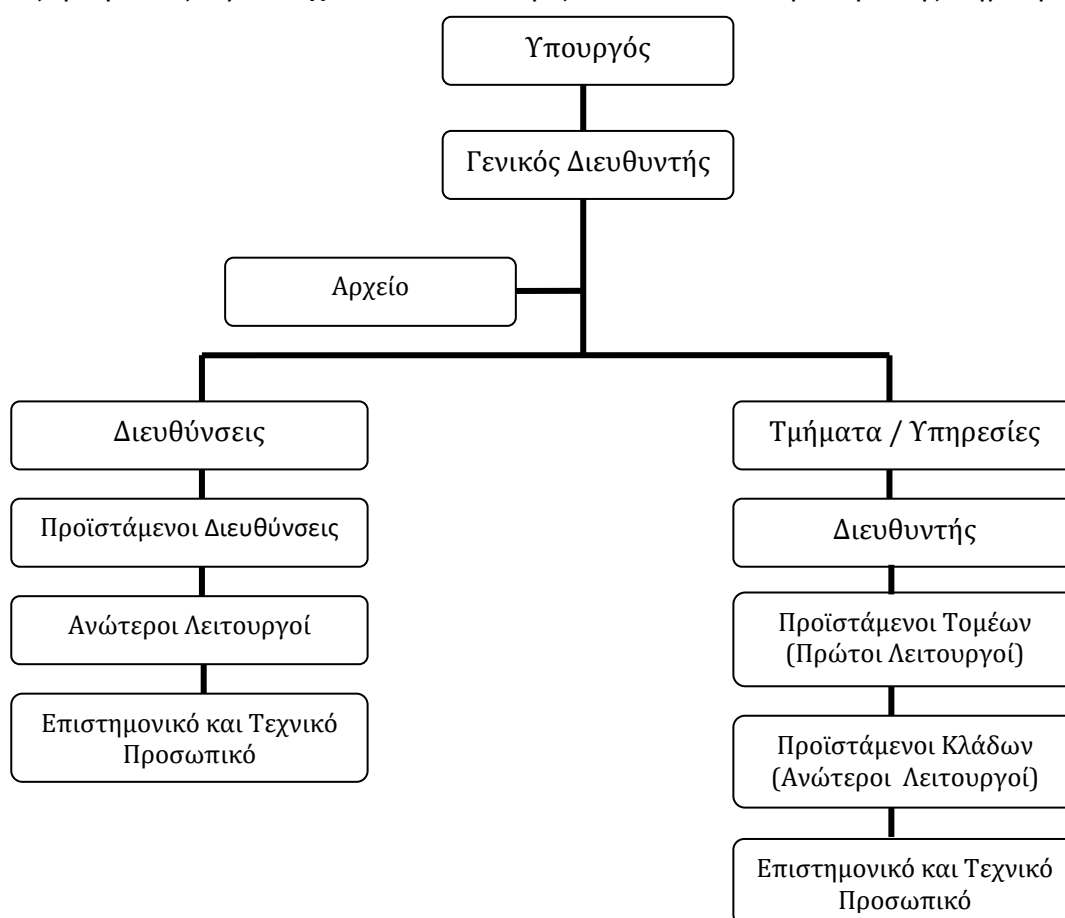 Υπουργός
Γενικός Διευθυντής
Αρχείο
Διευθύνσεις
Προϊστάμενοι Διευθύνσεις
Ανώτεροι Λειτουργοί
Επιστημονικό και Τεχνικό
Προσωπικό
Τμήματα / Υπηρεσίες
Διευθυντής
Προϊστάμενοι Τομέων
(Πρώτοι Λειτουργοί)
Προϊστάμενοι Κλάδων
(Ανώτεροι Λειτουργοί)
Επιστημονικό και Τεχνικό
Προσωπικό